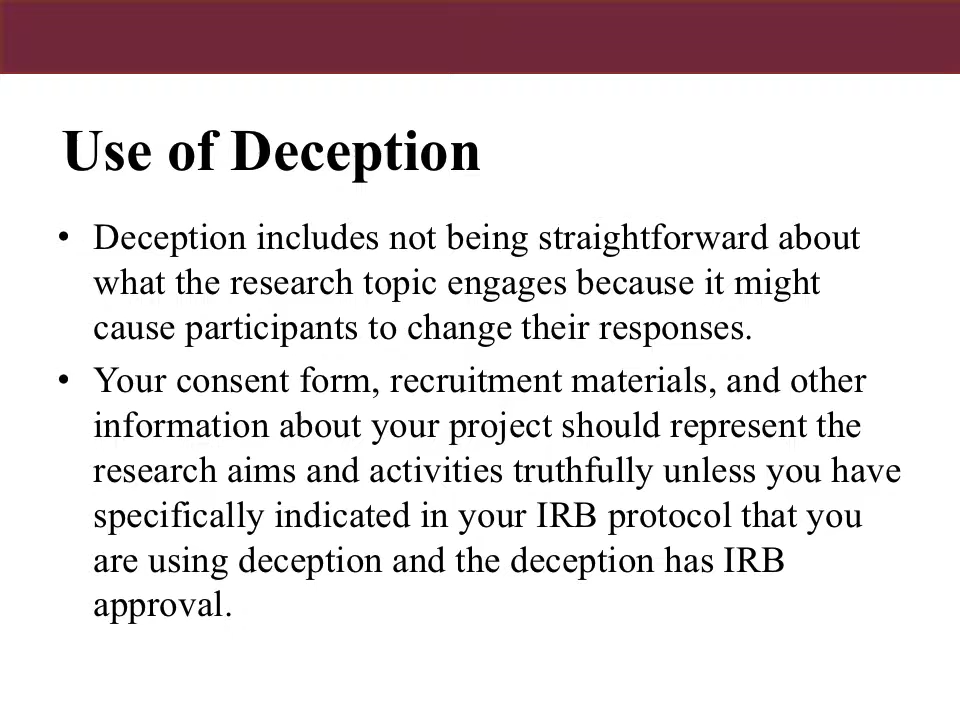 Use of Deception
• Deception includes not being straightforward about
what the research topic engages because it might
cause participants to change their responses.
• Your consent form, recruitment materials, and other
information about your project should represent the
research aims and activities truthfully unless you have
specifically indicated in your IRB protocol that you
are using deception and the deception has IRB
approval.